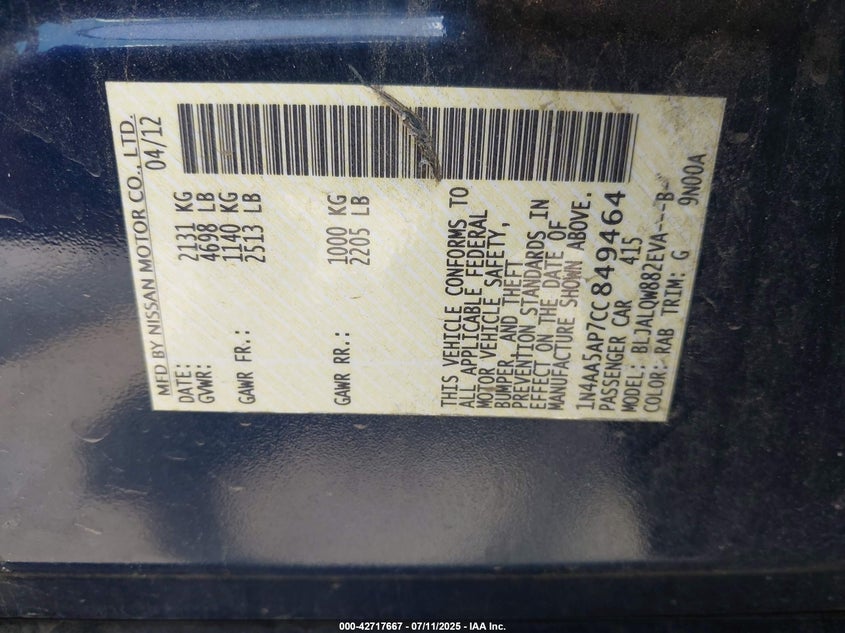 MFD BY NISSAN MOTOR CO., LTD.
DATE: 04/12
GVWR: 2131 KG
4698 LB
GAWR FR.: 1140 KG
2513 LB
GAWR RR.: 1000 KG
2205 LB
THIS VEHICLE CONFORMS TO
ALL APPLICABLE FEDERAL
MOTOR VEHICLE SAFETY,
BUMPER, AND THEFT
PREVENTION STANDARDS IN
EFFECT ON THE DATE OF
MANUFACTURE SHOWN ABOVE.
1N4AA5AP7CC849464
PASSENGER CAR 415
MODEL: BLJALQW882EVA---B-
COLOR: RAB TRIM: G 9N00A
000-42717667 - 07/11/2025 - IAA Inc.